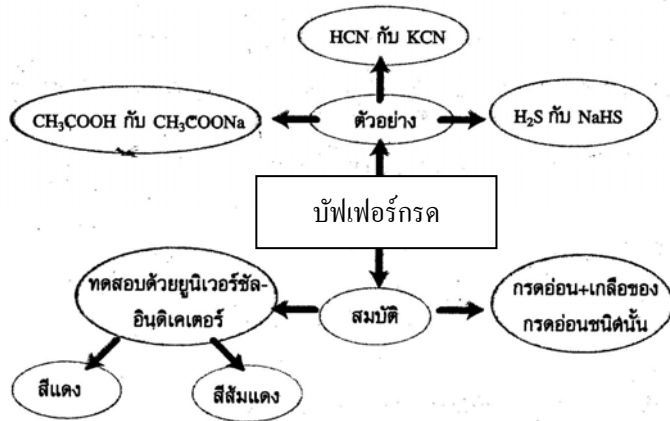 HCN กับ KCN
CH₃COOH กับ CH₃COONa
ตัวอย่าง
H₂S กับ NaHS
บัฟเฟอร์กรด
ทดสอบด้วยยูนิเวอร์ซัล-
อินดิเคเตอร์
สมบัติ
กรดอ่อน+เกลือของ
กรดอ่อนชนิดนั้น
สีแดง
สีส้มแดง